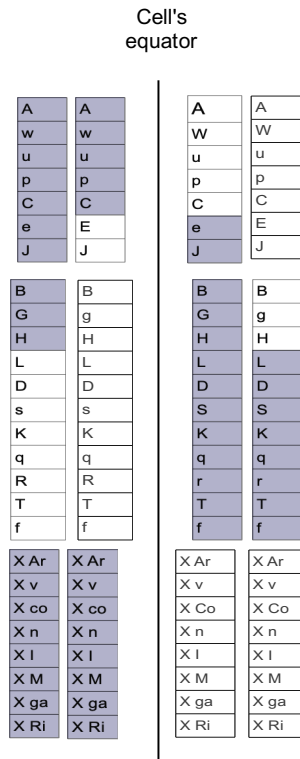 Cell's
equator
A A A A
w w W W
u u u u
p p p p
C C C C
e E e E
J J J J
B B B B
G g G g
H H H H
L L L L
D D D D
s s S S
K K K K
q q q q
R R r r
T T T T
f f f f
X Ar X Ar X Ar X Ar
X v X v X v X v
X co X co X Co X Co
X n X n X n X n
X I X I X I X I
X M X M X M X M
X ga X ga X ga X ga
X Ri X Ri X Ri X Ri